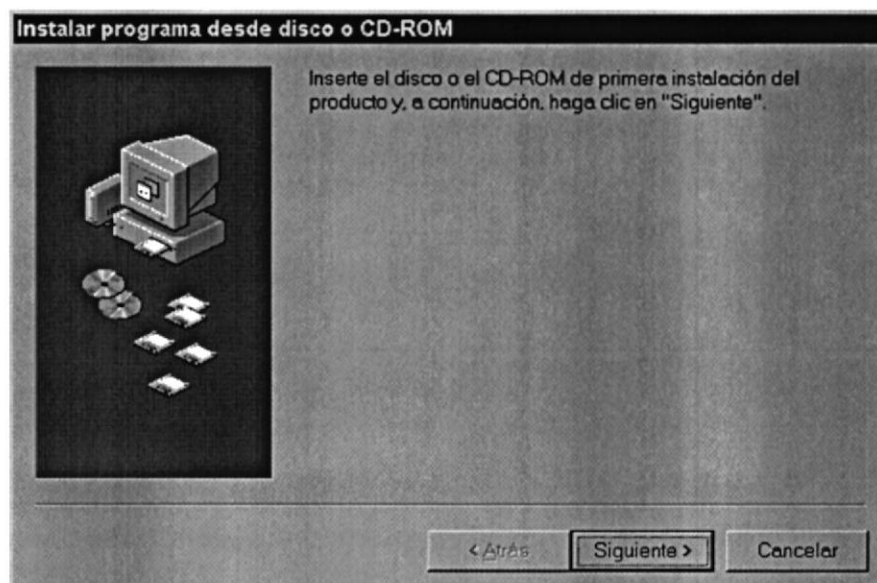 Instalar programa desde disco o CD-ROM
Inserte el disco o el CD-ROM de primera instalación del
producto y, a continuación, haga clic en "Siguiente".
< Atrás
Siguiente >
Cancelar